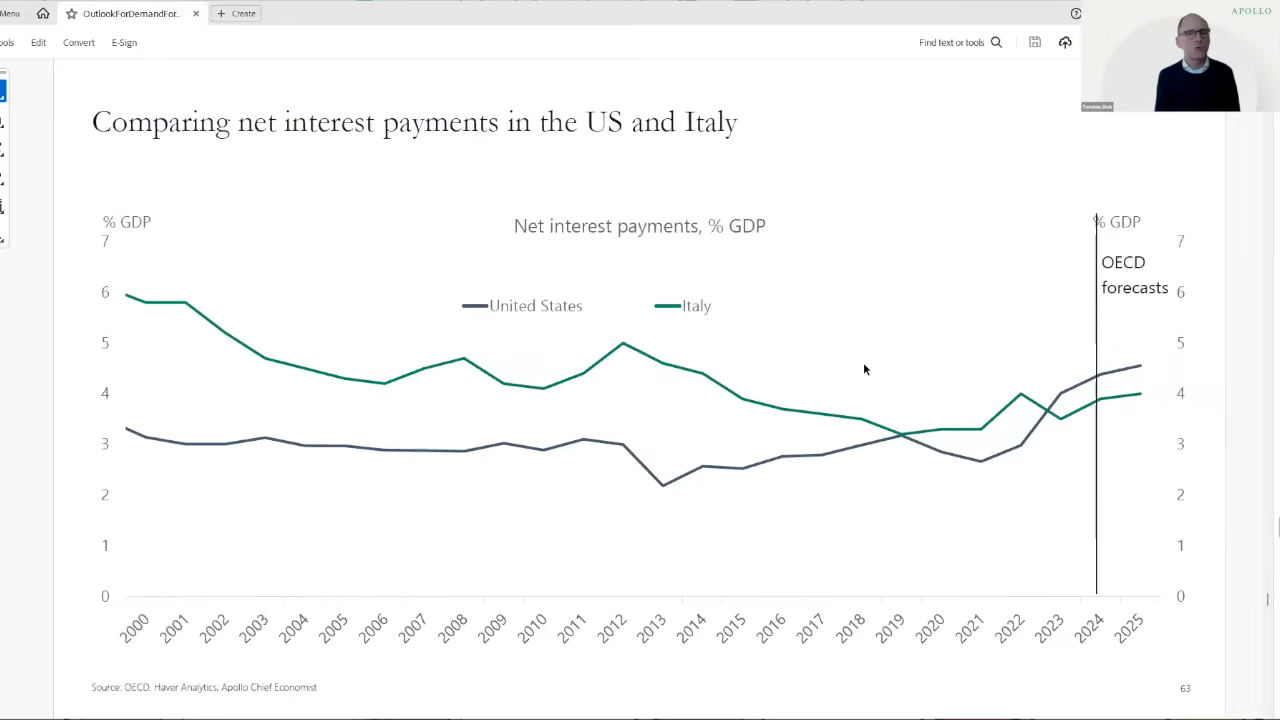 Menu
OutlookForDemandFor...
Create
APOLLO
Edit
Convert
E-Sign
Find text or tools
Torsten Slok
Comparing net interest payments in the US and Italy
% GDP
Net interest payments, % GDP
% GDP
7
6
5
4
3
2
1
0
United States
Italy
OECD
forecasts
7
6
5
4
3
2
1
0
2000
2001
2002
2003
2004
2005
2006
2007
2008
2009
2010
2011
2012
2013
2014
2015
2016
2017
2018
2019
2020
2021
2022
2023
2024
2025
Source: OECD, Haver Analytics, Apollo Chief Economist
63